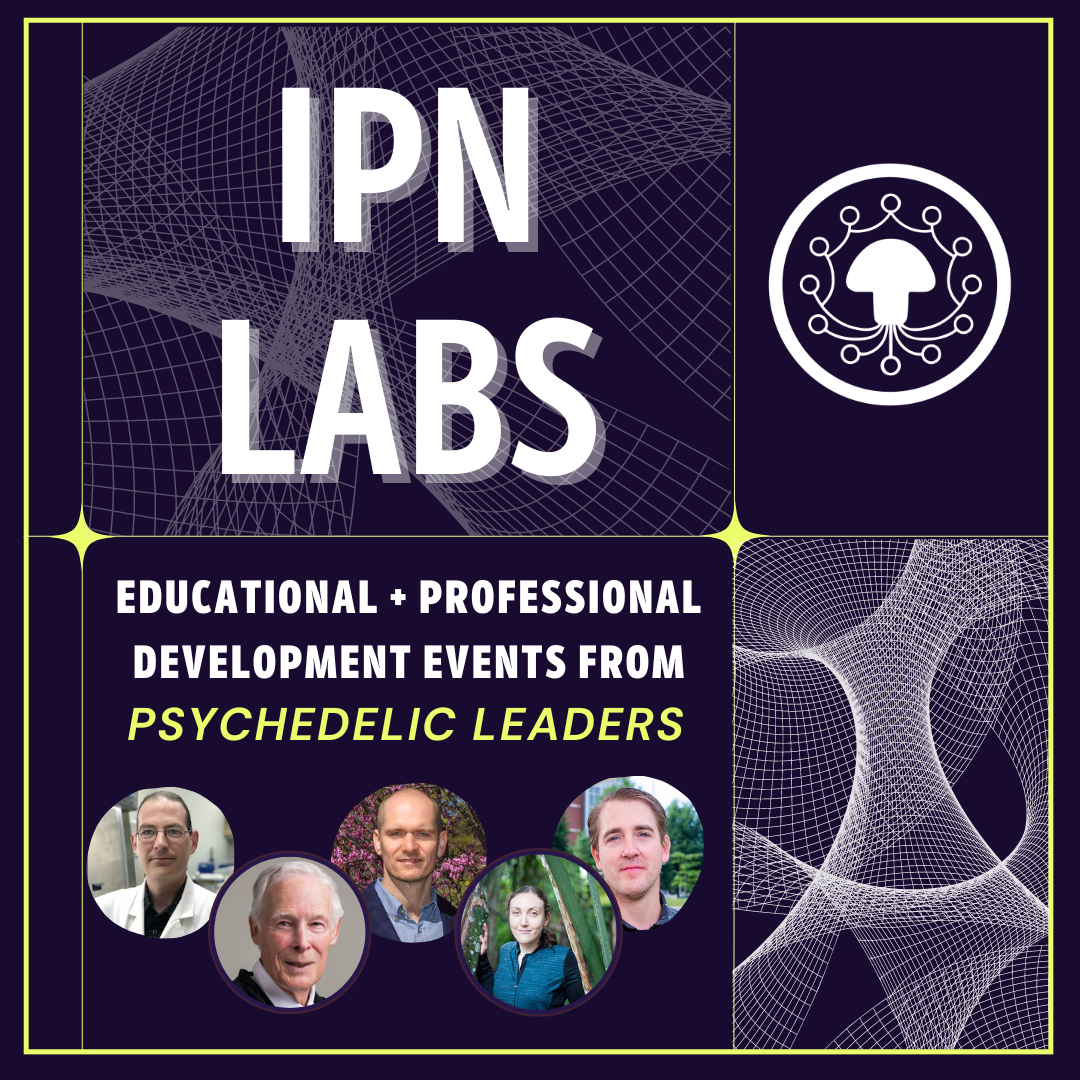 IPN
LABS
EDUCATIONAL + PROFESSIONAL
DEVELOPMENT EVENTS FROM
PSYCHEDELIC LEADERS